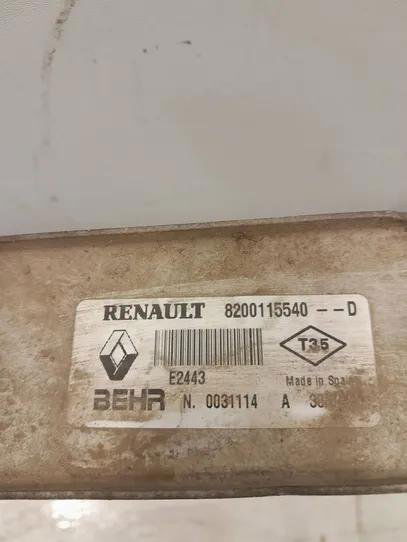 RENAULT 8200115540 --D
T35
E2443
Made in Spain
BEHR N. 0031114 A